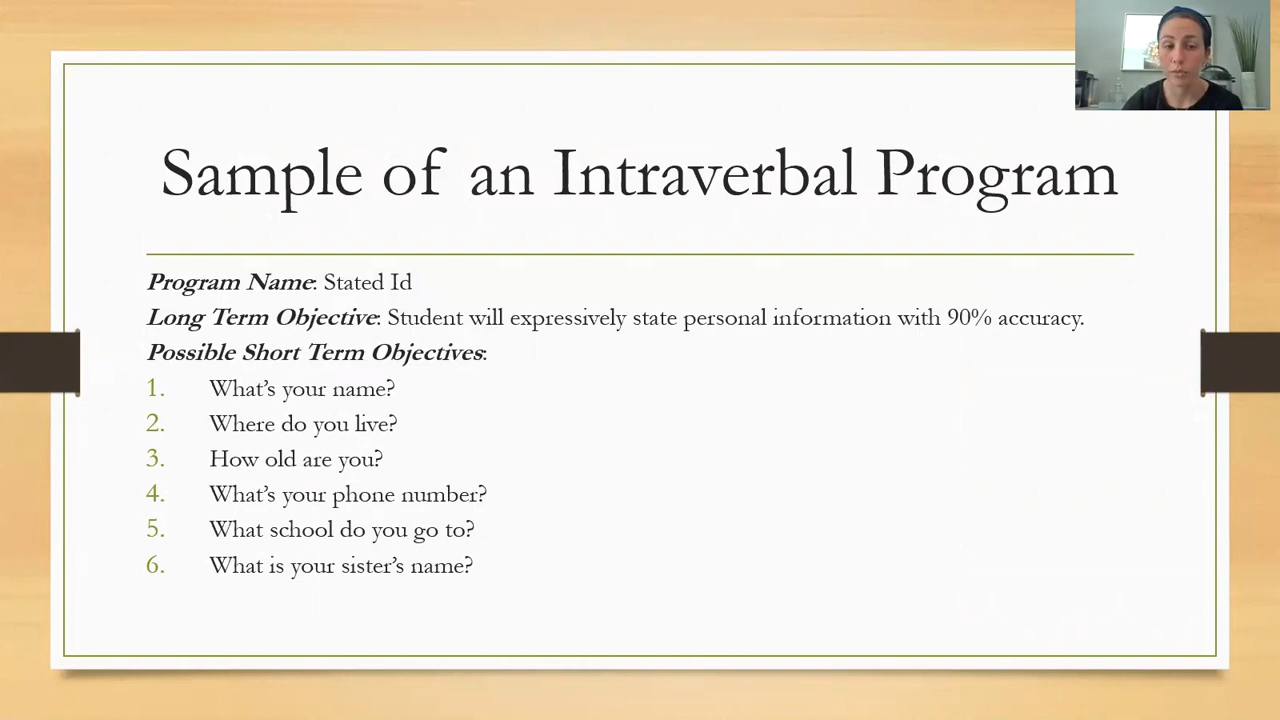 Sample of an Intraverbal Program
Program Name: Stated Id
Long Term Objective: Student will expressively state personal information with 90% accuracy.
Possible Short Term Objectives:
1. What's your name?
2. Where do you live?
3. How old are you?
4. What's your phone number?
5. What school do you go to?
6. What is your sister's name?